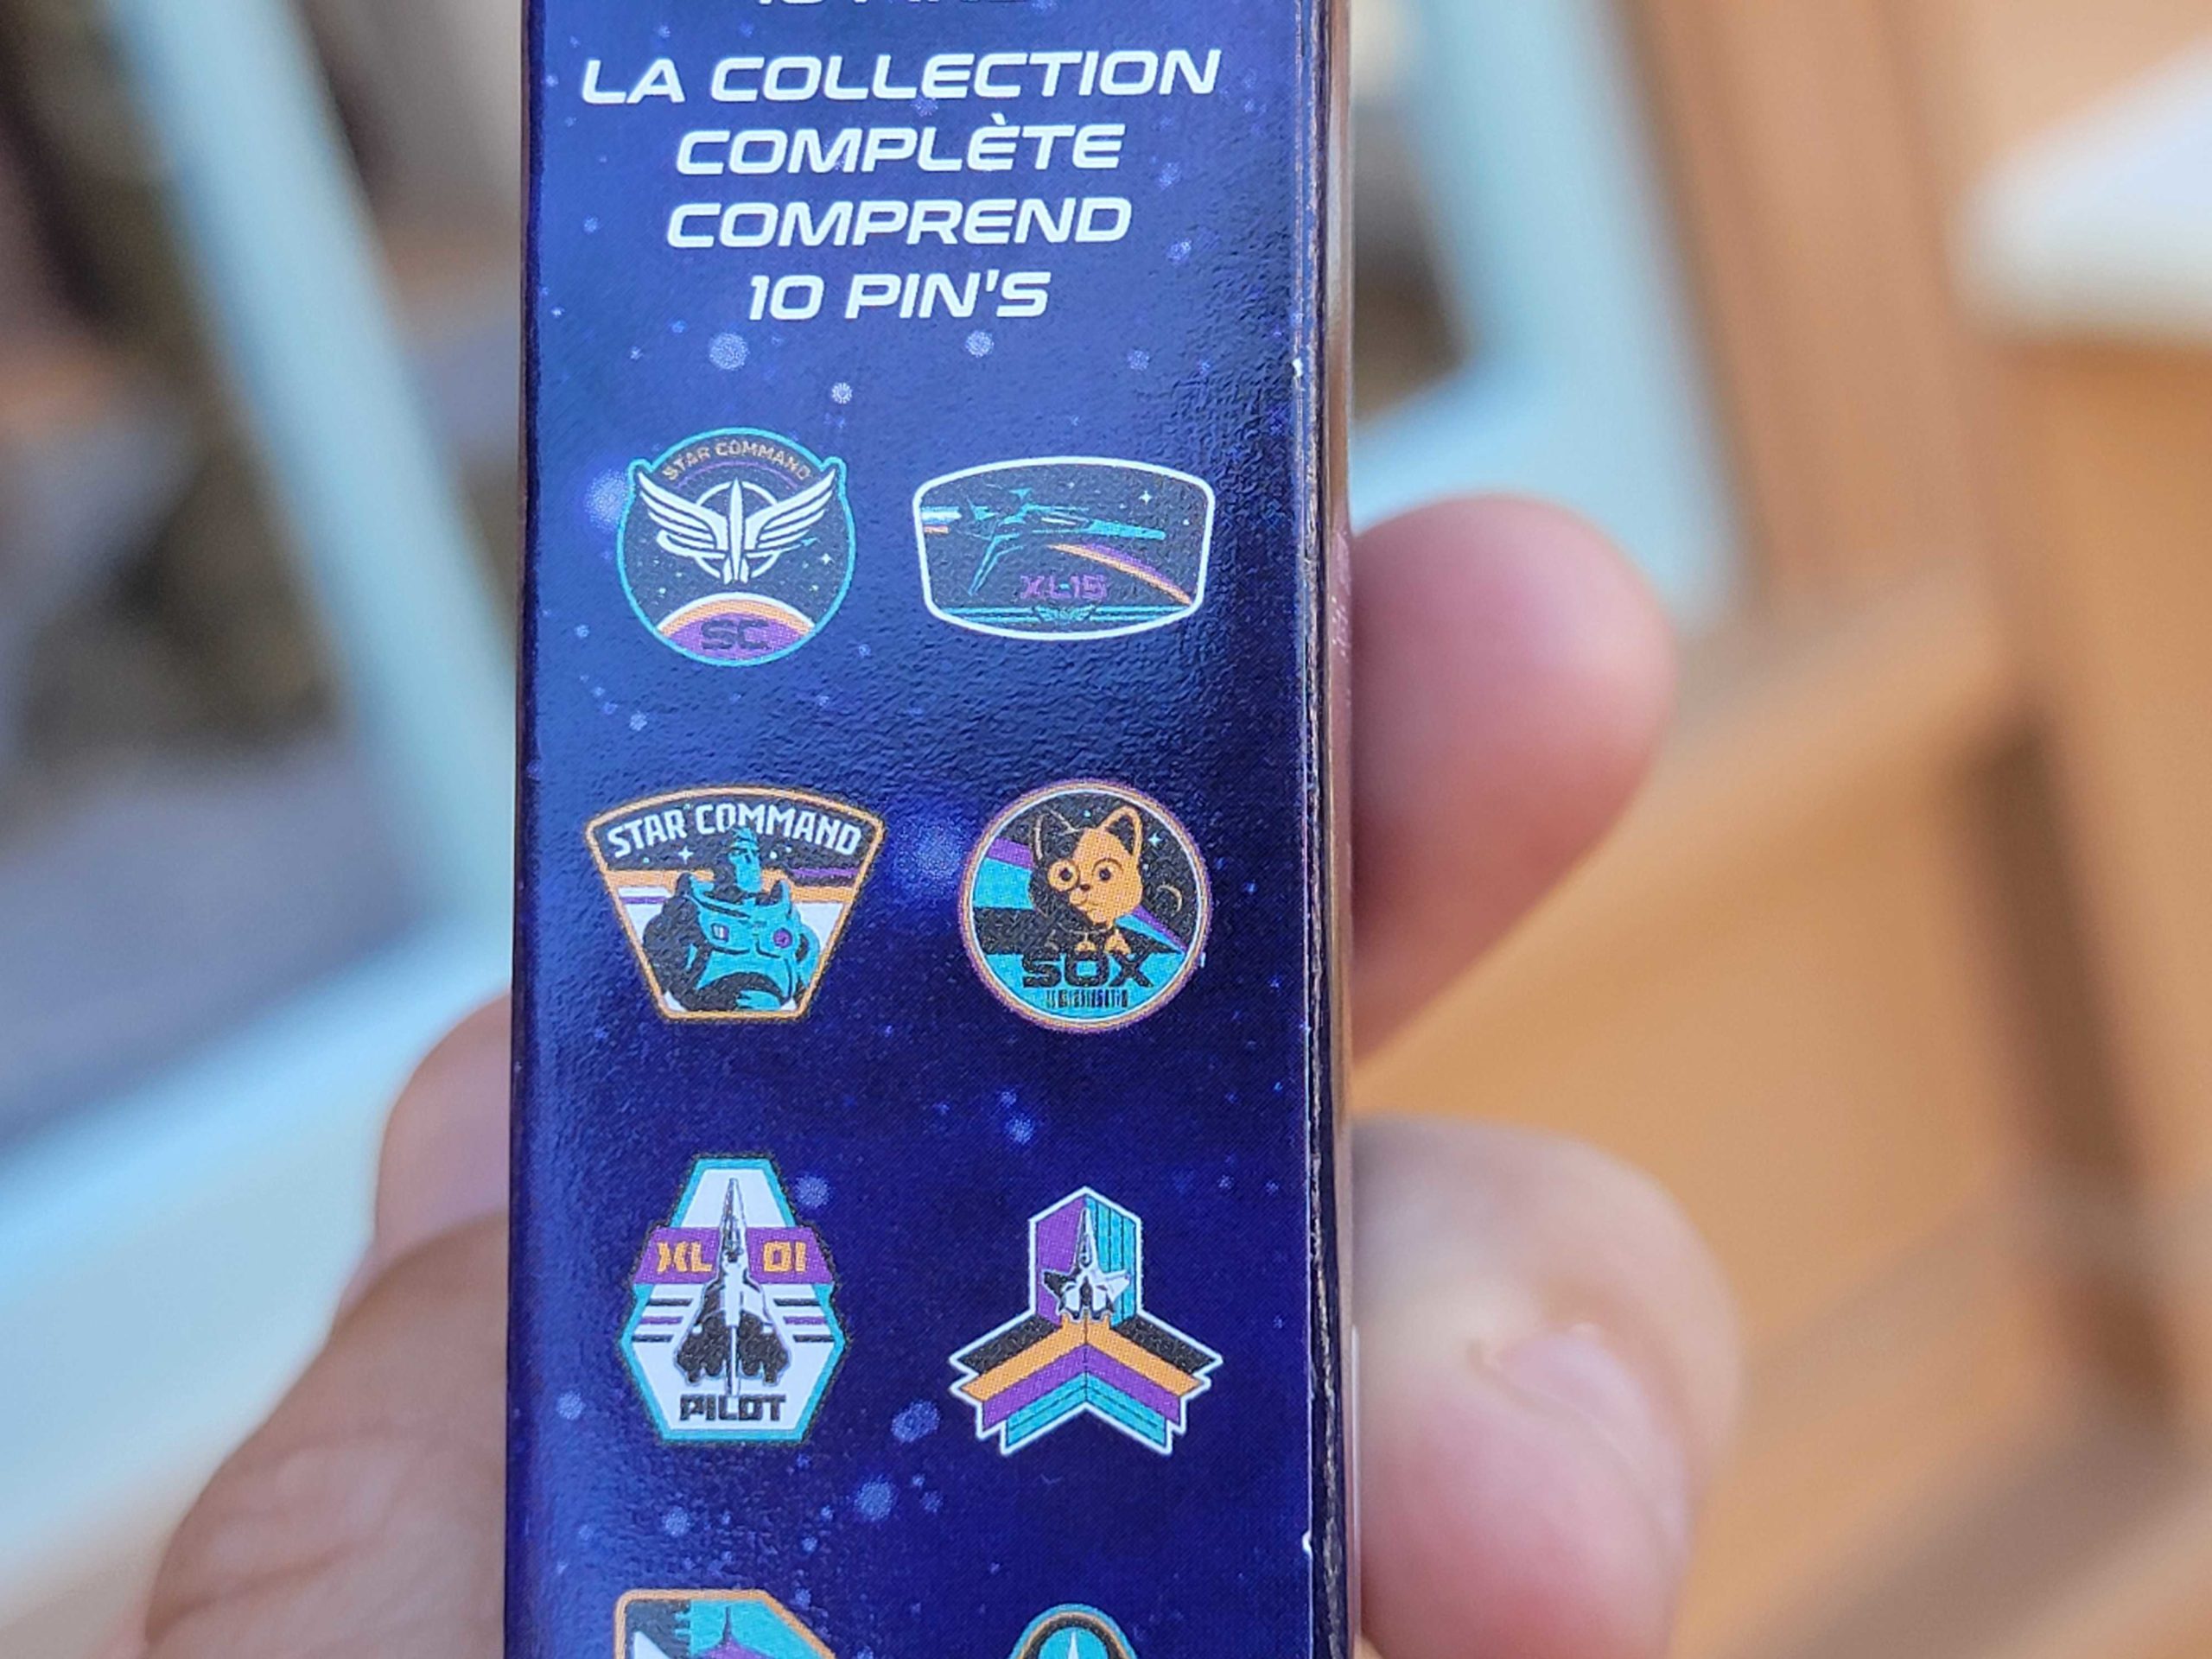 LA COLLECTION
COMPLÈTE
COMPREND
10 PIN'S
STAR COMMAND
SC
XL-15
STAR COMMAND
SOX
XL 01
PILOT